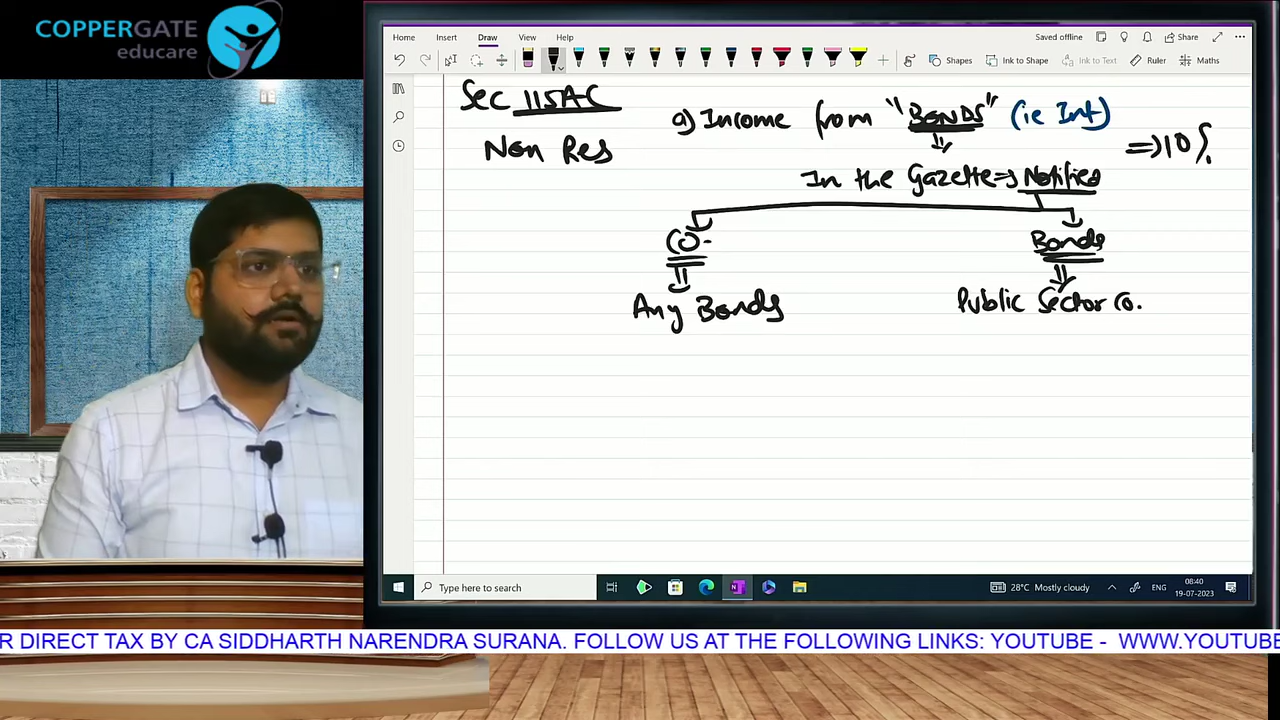 COPPERGATE
educare
Home Insert Draw View Help
Saved offline
Share
Shapes Ink to Shape Ink to Text Ruler Maths
Sec 115AC
a) Income from "BONDS" (ie Int)
Non Res
=>10%
In the Gazette=> Notified
Co.
Bonds
Any Bonds
Public Sector Co.
Type here to search
28°C Mostly cloudy
ENG
08:40
19-07-2023
R DIRECT TAX BY CA SIDDHARTH NARENDRA SURANA. FOLLOW US AT THE FOLLOWING LINKS: YOUTUBE - WWW.YOUTUBE